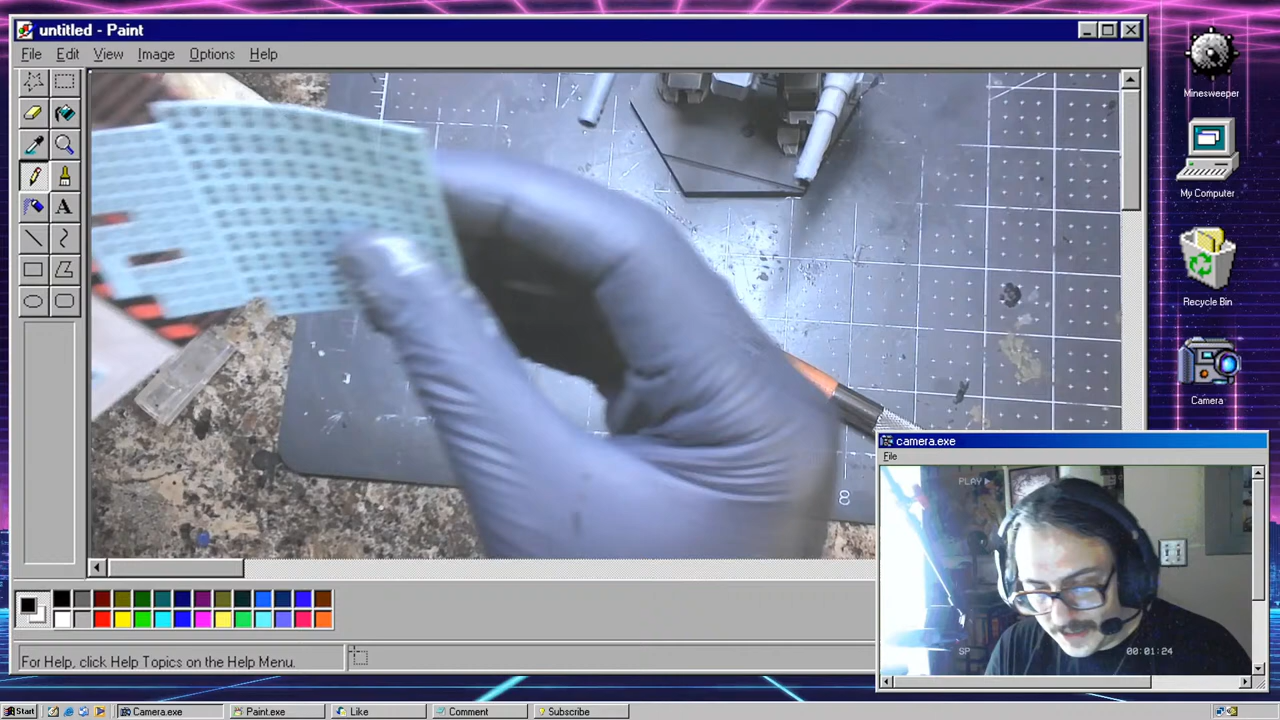 untitled - Paint
File Edit View Image Options Help
Minesweeper
My Computer
Recycle Bin
Camera
8
camera.exe
File
PLAY
SP 00:01:24
For Help, click Help Topics on the Help Menu.
Start Camera.exe Paint.exe Like Comment Subscribe